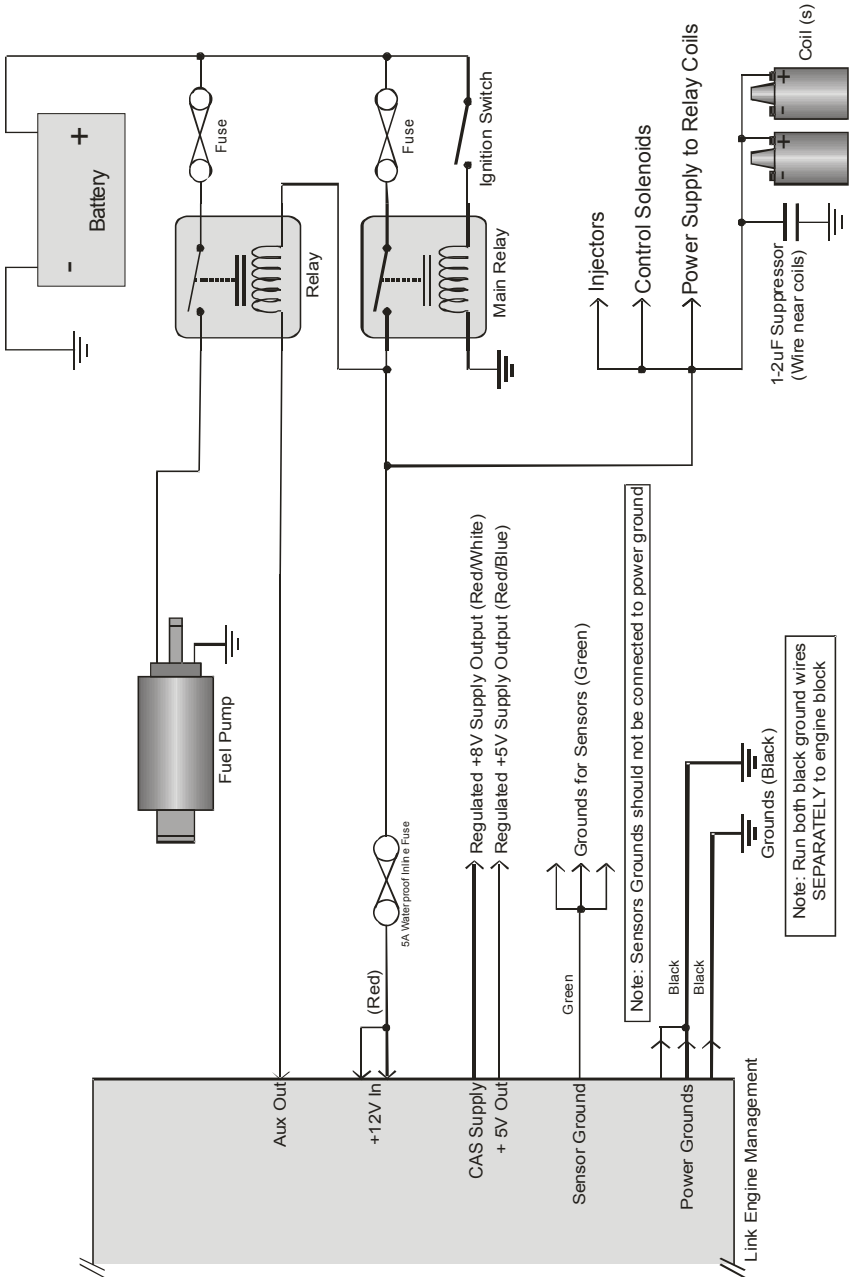 Battery
+
-
Fuse
Fuse
Ignition Switch
Relay
Main Relay
Injectors
Control Solenoids
Power Supply to Relay Coils
Coil (s)
+
-
+
-
1-2uF Suppressor
(Wire near coils)
Fuel Pump
5A Waterproof Inline Fuse
(Red)
Regulated +8V Supply Output (Red/White)
Regulated +5V Supply Output (Red/Blue)
Grounds for Sensors (Green)
Green
Note: Sensors Grounds should not be connected to power ground
Black
Black
Grounds (Black)
Note: Run both black ground wires
SEPARATELY to engine block
Aux Out
+12V In
CAS Supply
+ 5V Out
Sensor Ground
Power Grounds
Link Engine Management